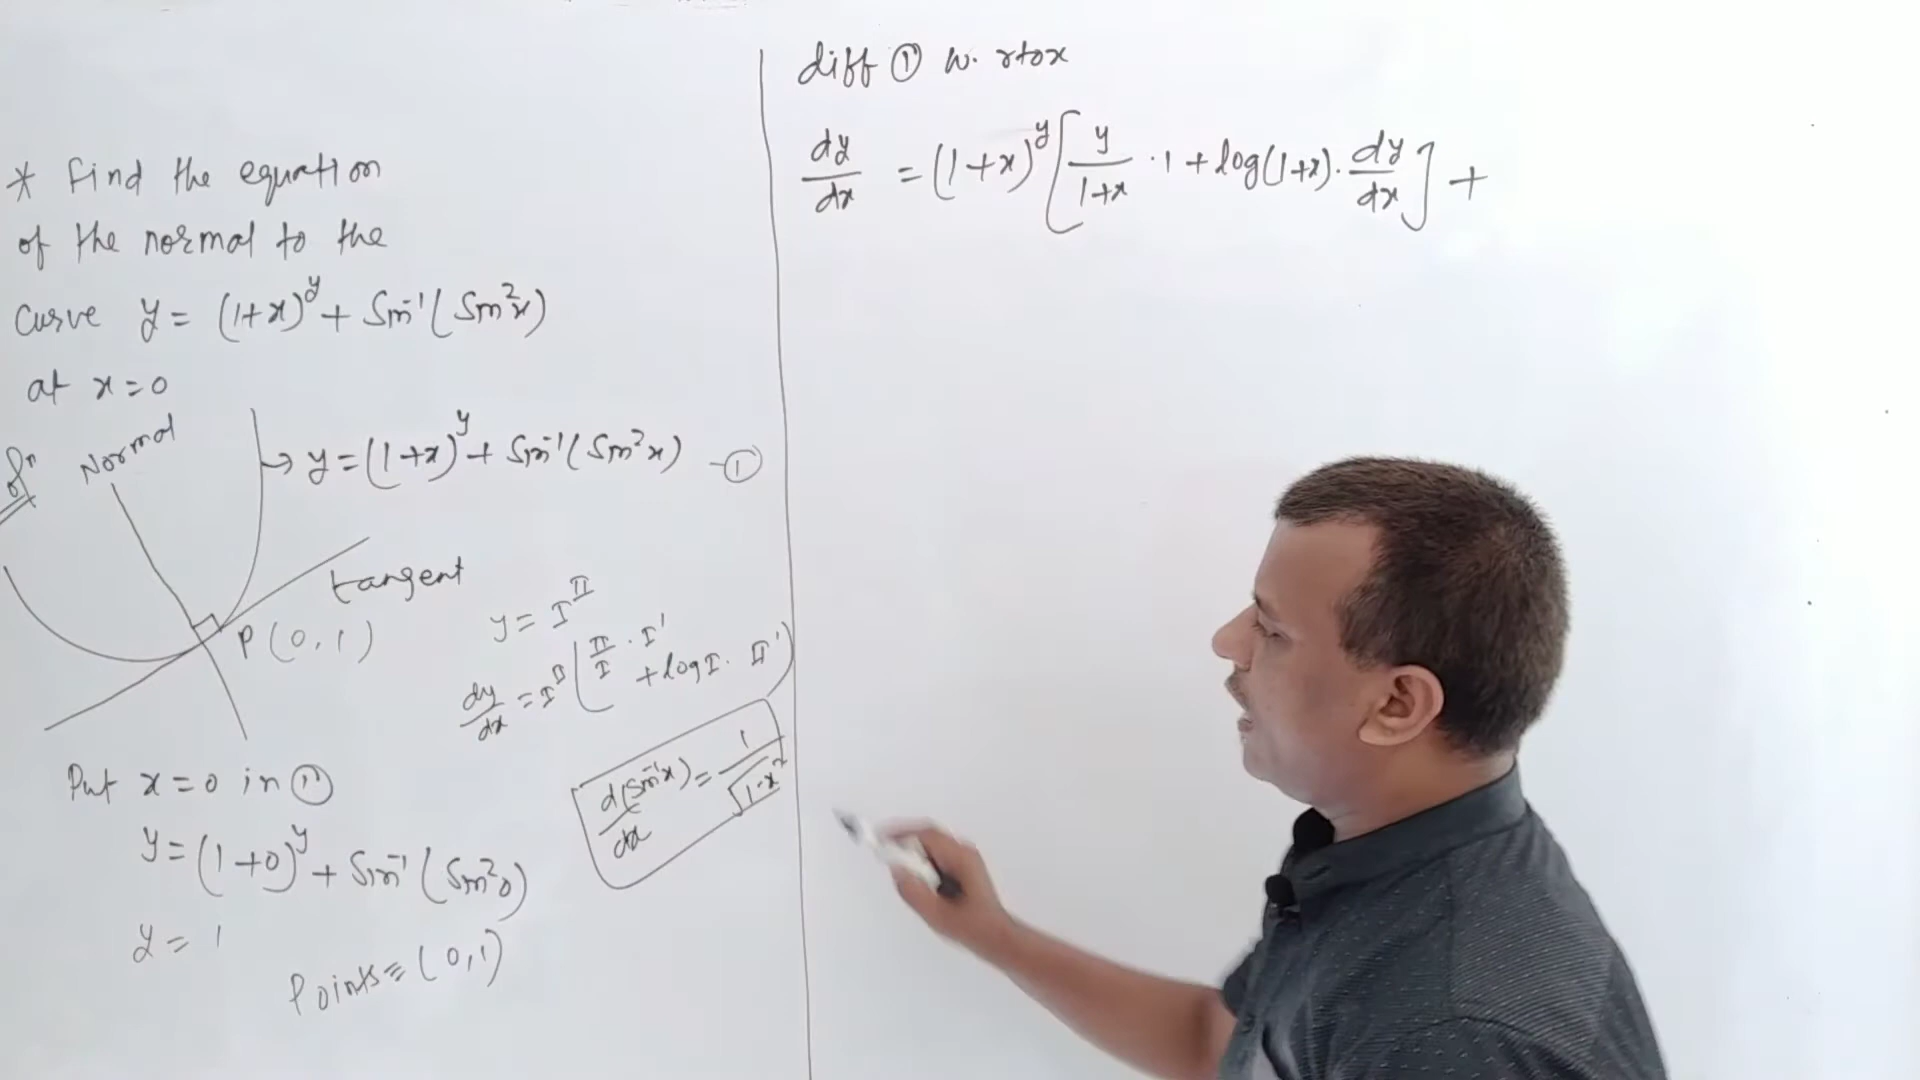 * Find the equation
of the normal to the
Curve y = (1+x)^y + Sin⁻¹(Sin²x)
at x=0
Solⁿ
Normal
→ y = (1+x)^y + Sin⁻¹(Sin²x) -①
tangent
P(0,1)
y = I^II
dy/dx = I^II (II/I · I' + log I · II')
d(Sin⁻¹x)/dx = 1/√(1-x²)
Put x=0 in ①
y = (1+0)^y + Sin⁻¹(Sin²0)
y = 1
Points = (0,1)
diff ① w. rtox
dy/dx = (1+x)^y [y/(1+x) · 1 + log(1+x) · dy/dx] +